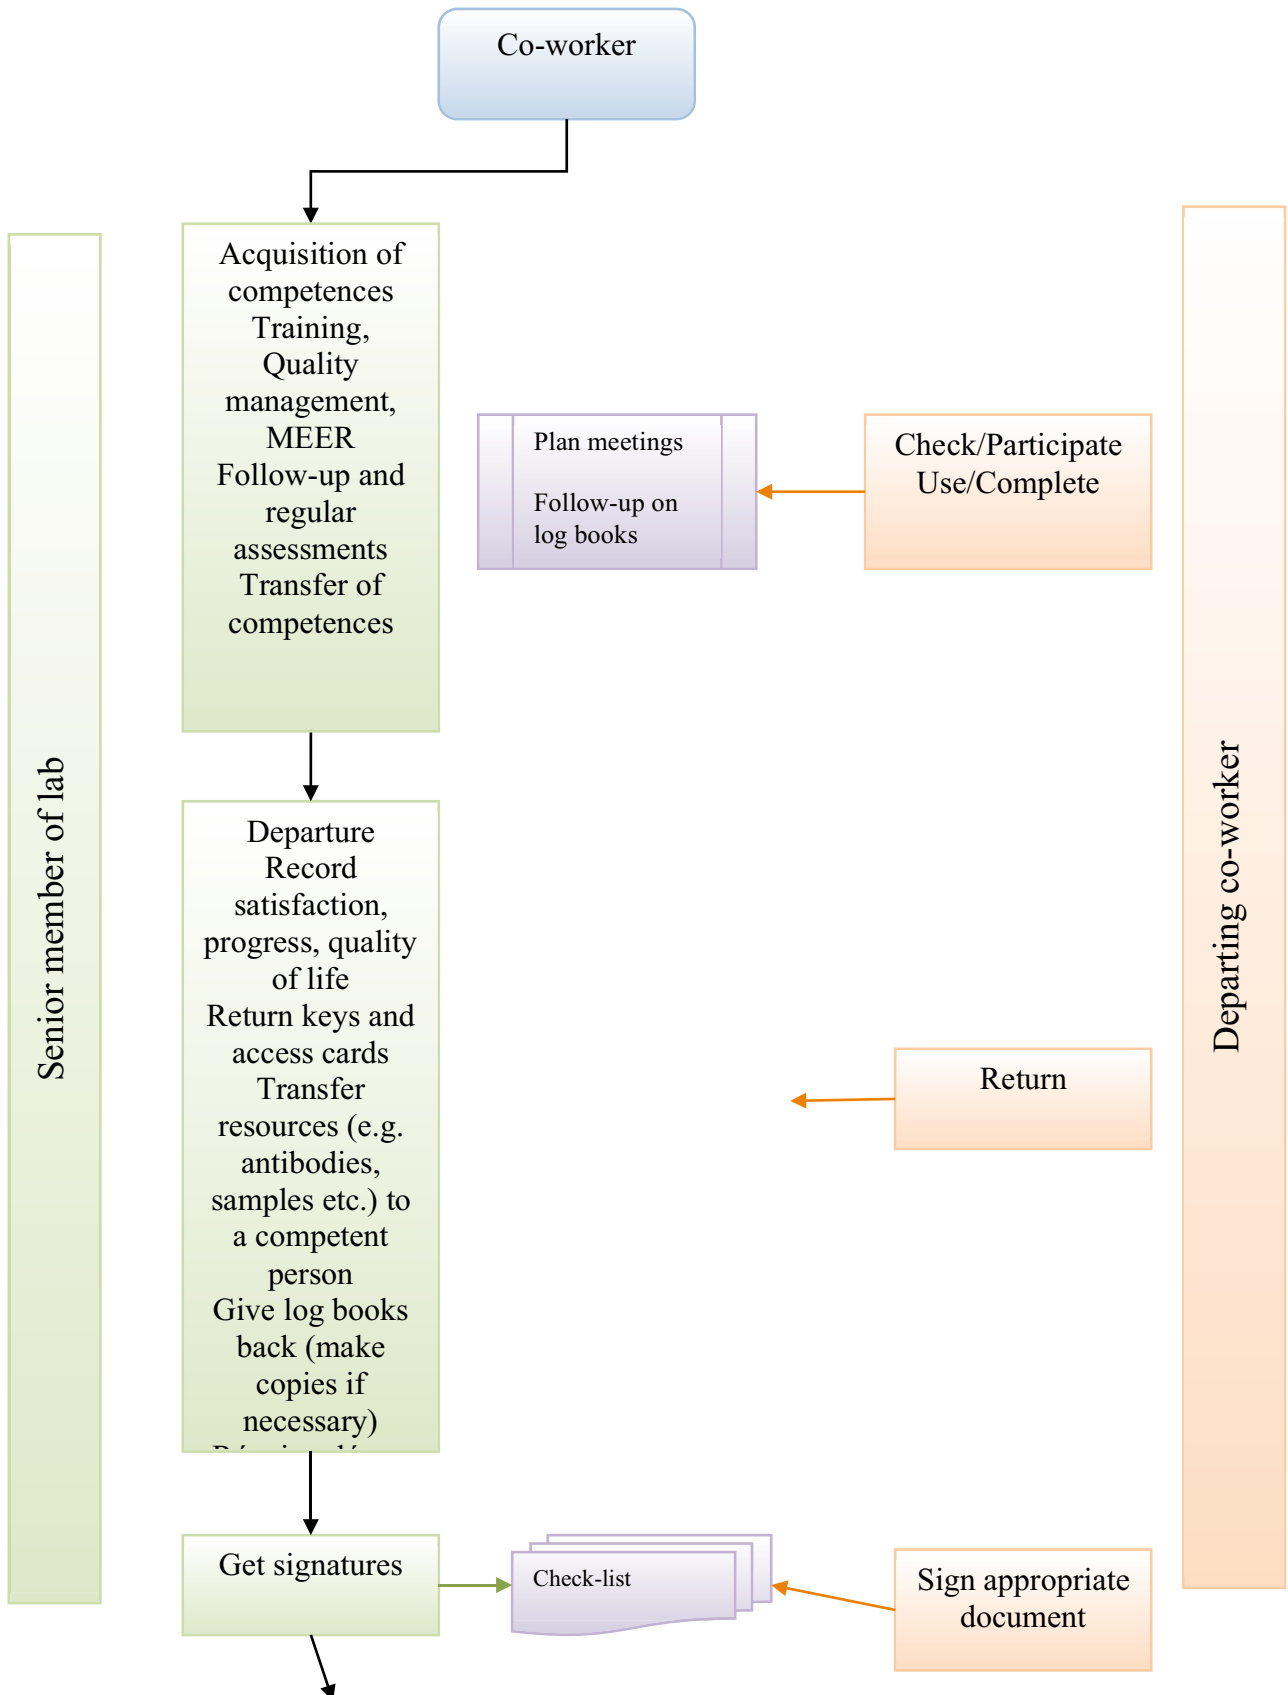 Co-worker
Acquisition of
competences
Training,
Quality
management,
MEER
Follow-up and
regular
assessments
Transfer of
competences
Plan meetings
Follow-up on
log books
Check/Participate
Use/Complete
Senior member of lab
Departing co-worker
Departure
Record
satisfaction,
progress, quality
of life
Return keys and
access cards
Transfer
resources (e.g.
antibodies,
samples etc.) to
a competent
person
Give log books
back (make
copies if
necessary)
Return
Get signatures
Check-list
Sign appropriate
document